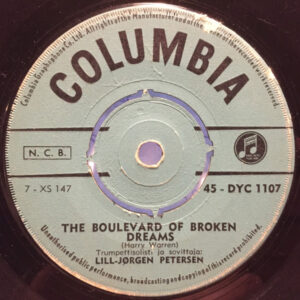 Columbia Graphophone Co. Ltd. All rights of the Manufacturer and of the Owner of the Recorded Work Reserved
COLUMBIA
N. C. B.
7 - XS 147
45 - DYC 1107
THE BOULEVARD OF BROKEN
DREAMS
(Harry Warren)
Trumpettisolisti ja sovittaja:
LILL-JØRGEN PETERSEN
Unauthorised public performance, broadcasting and copying of this record prohibited.